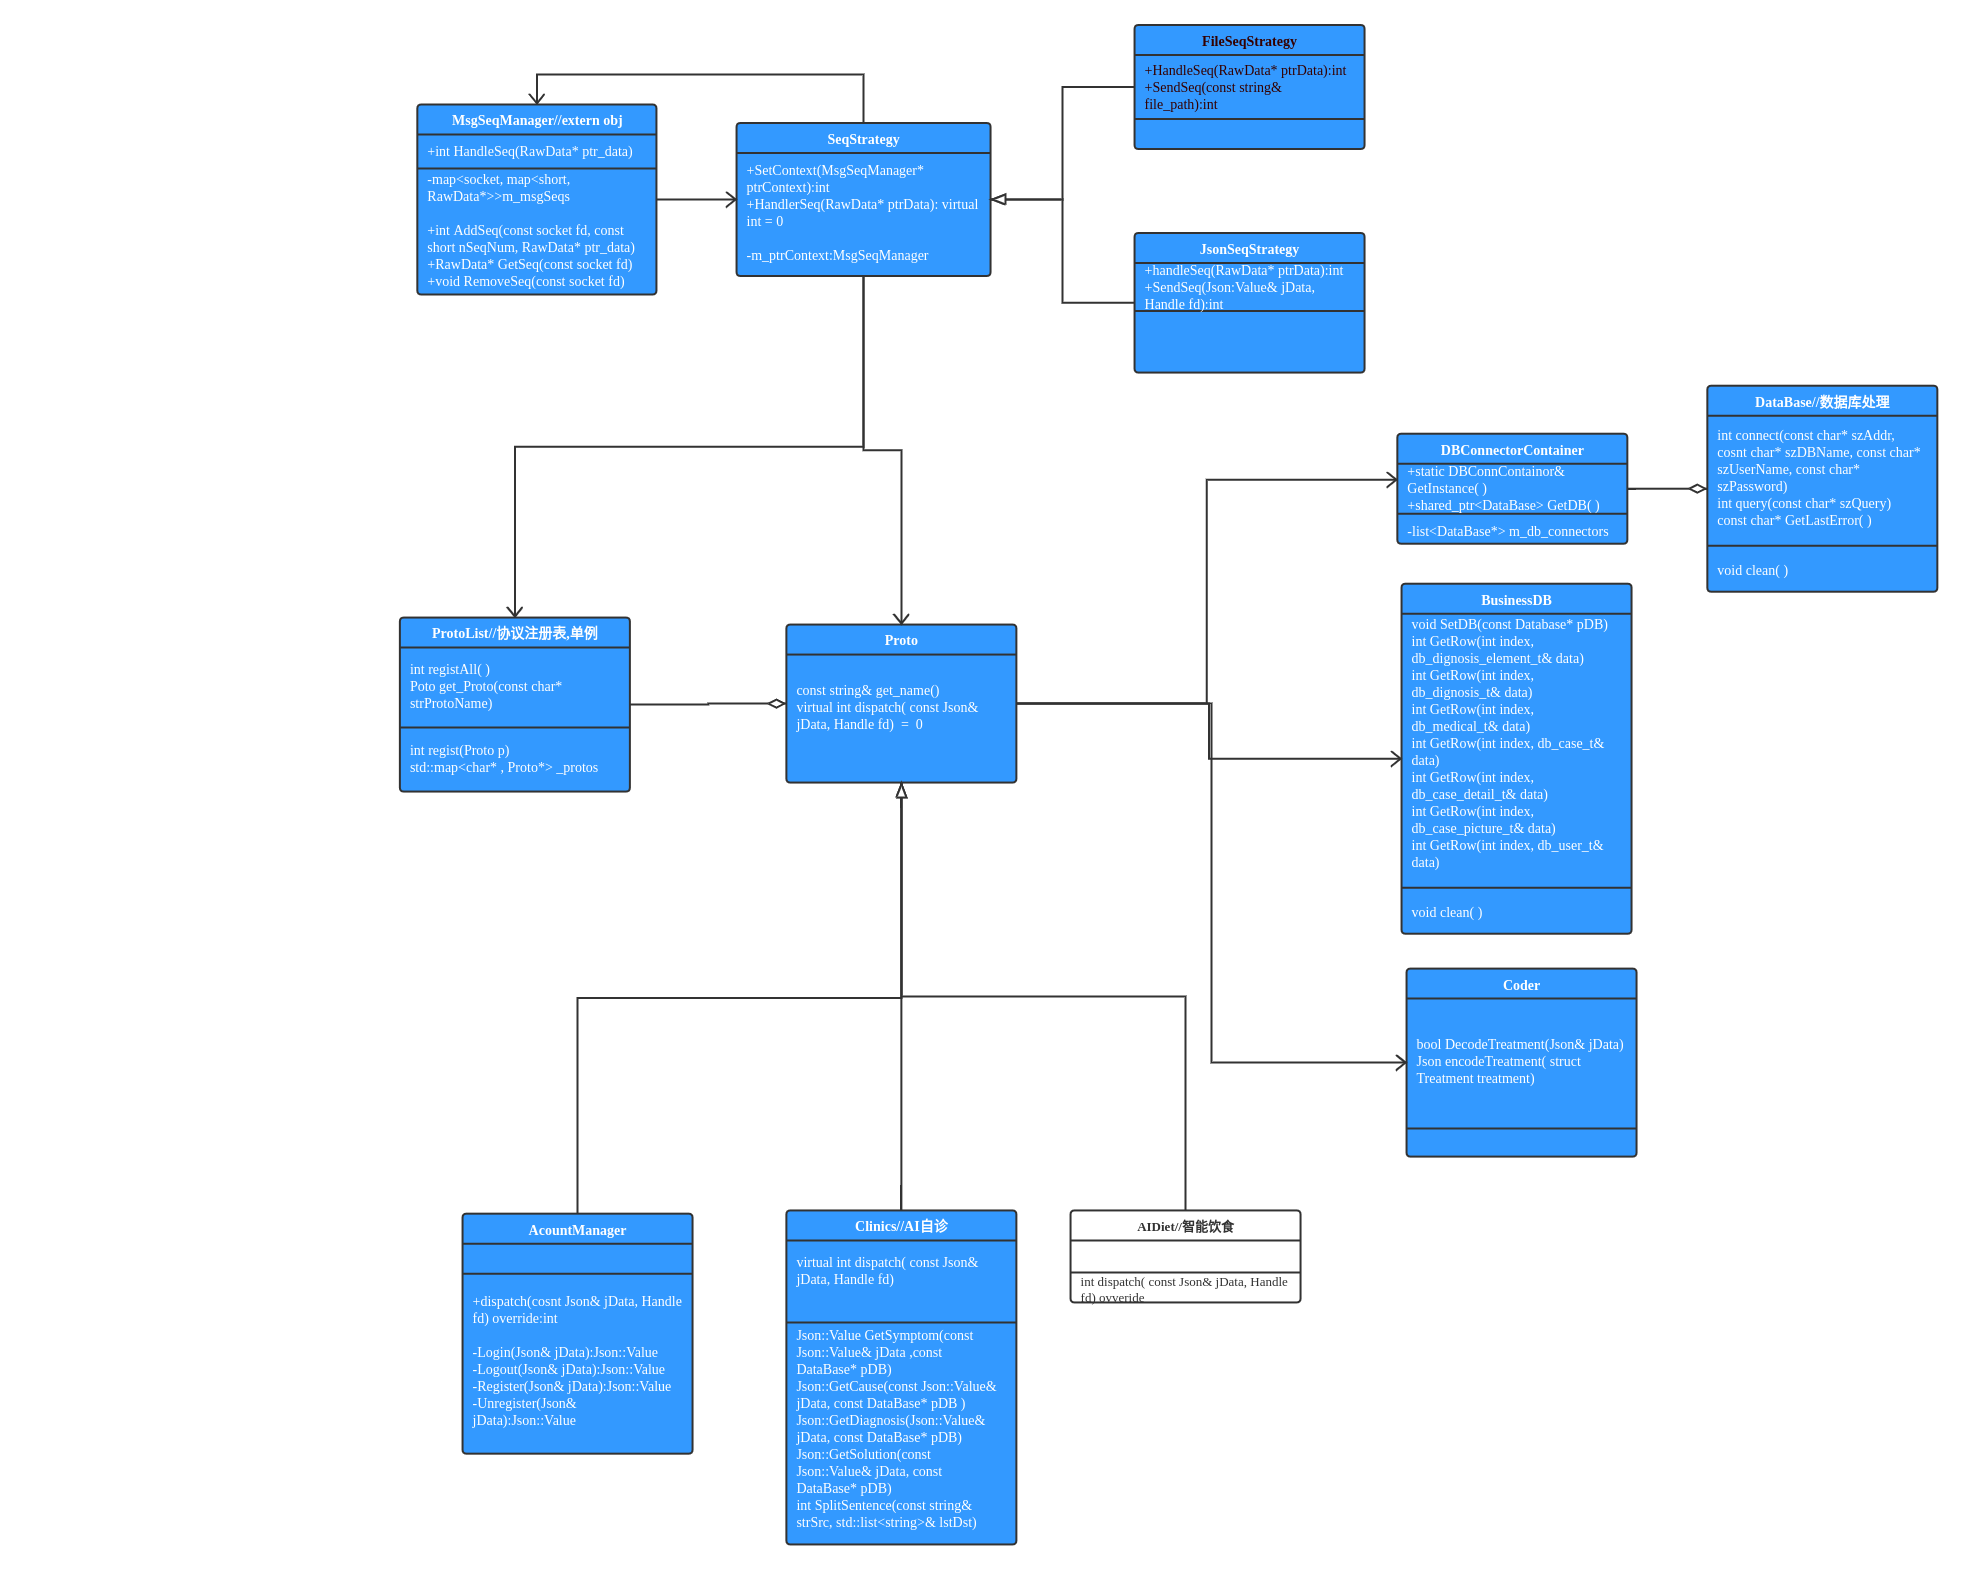 FileSeqStrategy
+HandleSeq(RawData* ptrData):int
+SendSeq(const string&
file_path):int
MsgSeqManager//extern obj
+int HandleSeq(RawData* ptr_data)
-map<socket, map<short,
RawData*>>m_msgSeqs
+int AddSeq(const socket fd, const
short nSeqNum, RawData* ptr_data)
+RawData* GetSeq(const socket fd)
+void RemoveSeq(const socket fd)
SeqStrategy
+SetContext(MsgSeqManager*
ptrContext):int
+HandlerSeq(RawData* ptrData): virtual
int = 0
-m_ptrContext:MsgSeqManager
JsonSeqStrategy
+handleSeq(RawData* ptrData):int
+SendSeq(Json:Value& jData,
Handle fd):int
DataBase//数据库处理
int connect(const char* szAddr,
cosnt char* szDBName, const char*
szUserName, const char*
szPassword)
int query(const char* szQuery)
const char* GetLastError( )
void clean( )
DBConnectorContainer
+static DBConnContainor&
GetInstance( )
+shared_ptr<DataBase> GetDB( )
-list<DataBase*> m_db_connectors
BusinessDB
void SetDB(const Database* pDB)
int GetRow(int index,
db_dignosis_element_t& data)
int GetRow(int index,
db_dignosis_t& data)
int GetRow(int index,
db_medical_t& data)
int GetRow(int index, db_case_t&
data)
int GetRow(int index,
db_case_detail_t& data)
int GetRow(int index,
db_case_picture_t& data)
int GetRow(int index, db_user_t&
data)
void clean( )
ProtoList//协议注册表,单例
int registAll( )
Poto get_Proto(const char*
strProtoName)
int regist(Proto p)
std::map<char* , Proto*> _protos
Proto
const string& get_name()
virtual int dispatch( const Json&
jData, Handle fd)  =  0
Coder
bool DecodeTreatment(Json& jData)
Json encodeTreatment( struct
Treatment treatment)
AcountManager
+dispatch(cosnt Json& jData, Handle
fd) override:int
-Login(Json& jData):Json::Value
-Logout(Json& jData):Json::Value
-Register(Json& jData):Json::Value
-Unregister(Json&
jData):Json::Value
Clinics//AI自诊
virtual int dispatch( const Json&
jData, Handle fd)
Json::Value GetSymptom(const
Json::Value& jData ,const
DataBase* pDB)
Json::GetCause(const Json::Value&
jData, const DataBase* pDB )
Json::GetDiagnosis(Json::Value&
jData, const DataBase* pDB)
Json::GetSolution(const
Json::Value& jData, const
DataBase* pDB)
int SplitSentence(const string&
strSrc, std::list<string>& lstDst)
AIDiet//智能饮食
int dispatch( const Json& jData, Handle
fd) ovveride